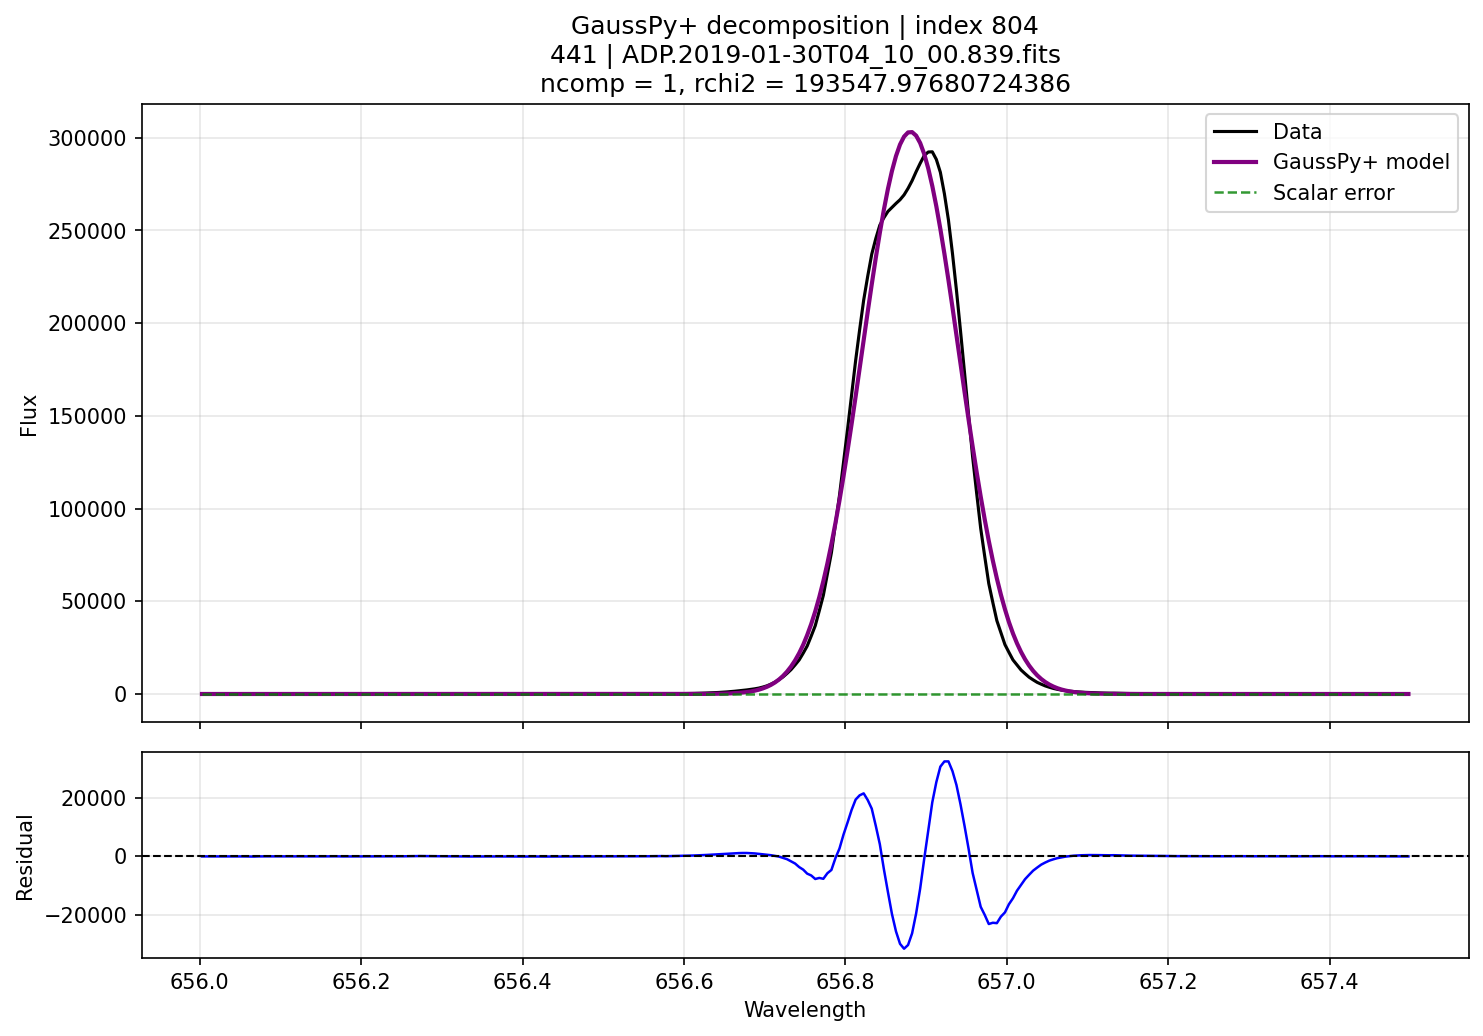 GaussPy+ decomposition | index 804
441 | ADP.2019-01-30T04_10_00.839.fits
ncomp = 1, rchi2 = 193547.97680724386
Data
GaussPy+ model
Scalar error
300000
250000
200000
150000
100000
50000
0
Flux
20000
0
−20000
Residual
656.0 656.2 656.4 656.6 656.8 657.0 657.2 657.4
Wavelength